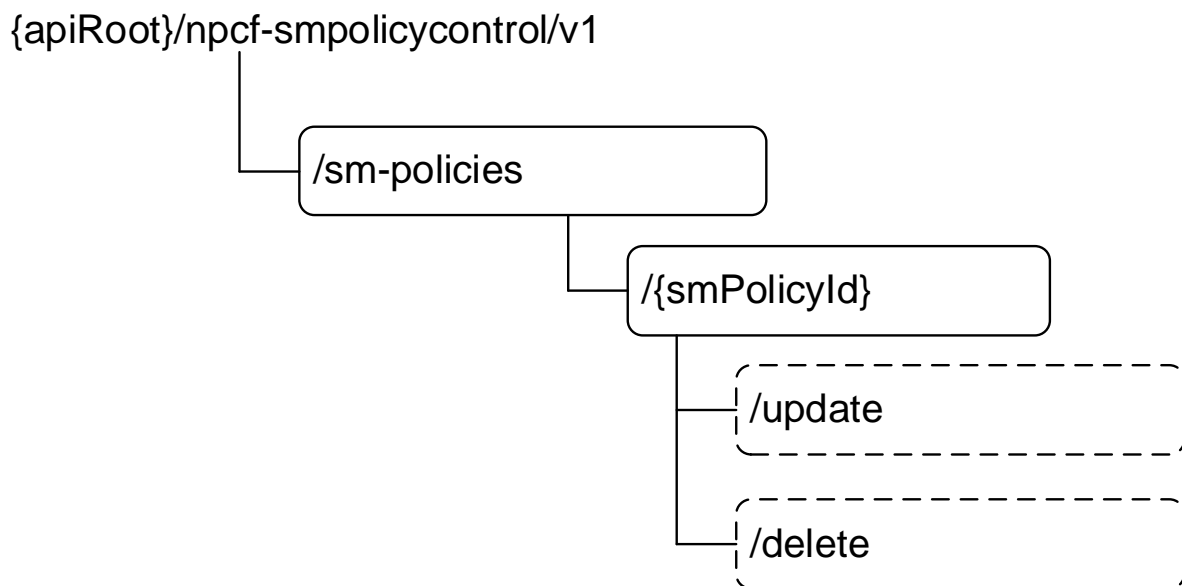 {apiRoot}/npcf-smpolicycontrol/v1
/sm-policies
/{smPolicyId}
/update
/delete